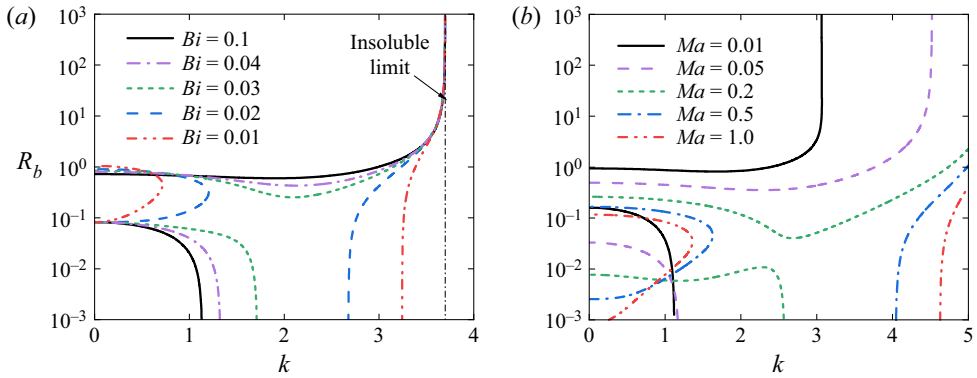 (a)
10³
10²
10¹
10⁰
10⁻¹
10⁻²
10⁻³
R_b
Bi = 0.1
Bi = 0.04
Bi = 0.03
Bi = 0.02
Bi = 0.01
Insoluble
limit
0
1
2
3
4
k
(b)
10³
10²
10¹
10⁰
10⁻¹
10⁻²
10⁻³
Ma = 0.01
Ma = 0.05
Ma = 0.2
Ma = 0.5
Ma = 1.0
0
1
2
3
4
5
k